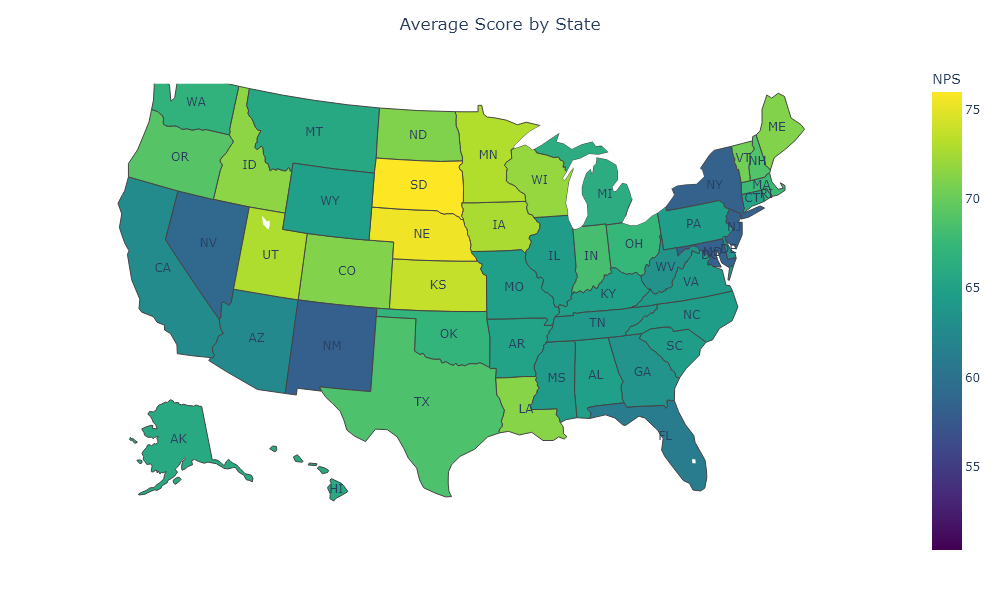 Average Score by State
NPS
WA
MT
ND
MN
ME
OR
ID
SD
WI
MI
VT
NH
WY
NE
IA
NY
MA
CT
RI
NV
UT
CO
KS
MO
IL
IN
OH
PA
NJ
CA
WV
MD
VA
KY
AZ
NM
OK
AR
TN
NC
SC
TX
LA
MS
AL
GA
FL
AK
HI
75
70
65
60
55